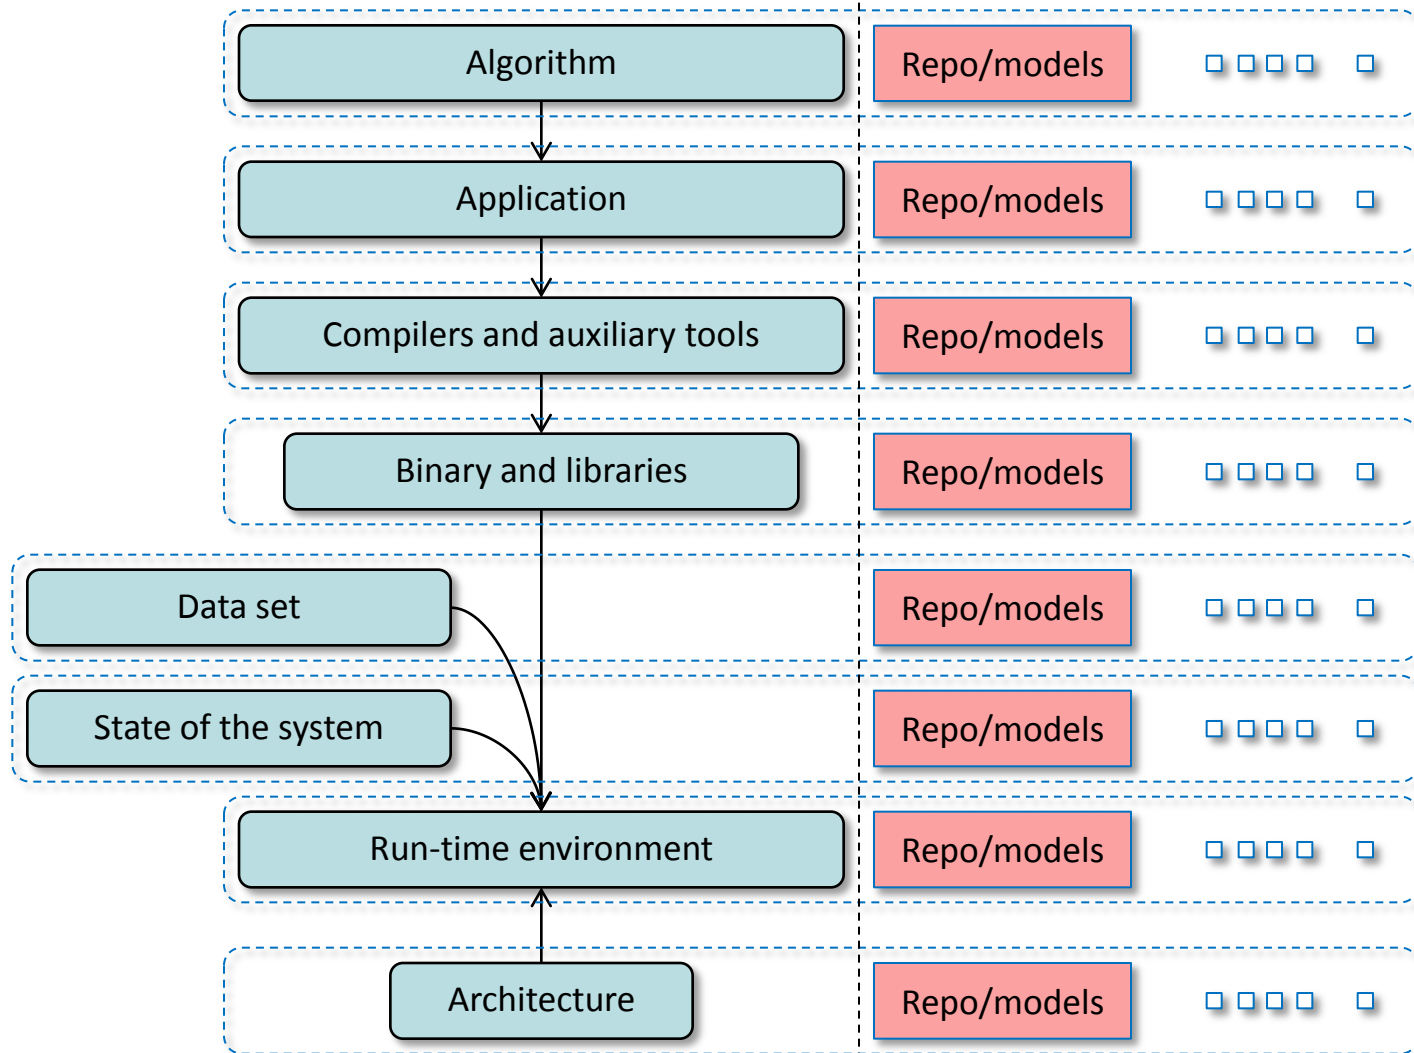 Algorithm
Repo/models
Application
Repo/models
Compilers and auxiliary tools
Repo/models
Binary and libraries
Repo/models
Data set
Repo/models
State of the system
Repo/models
Run-time environment
Repo/models
Architecture
Repo/models